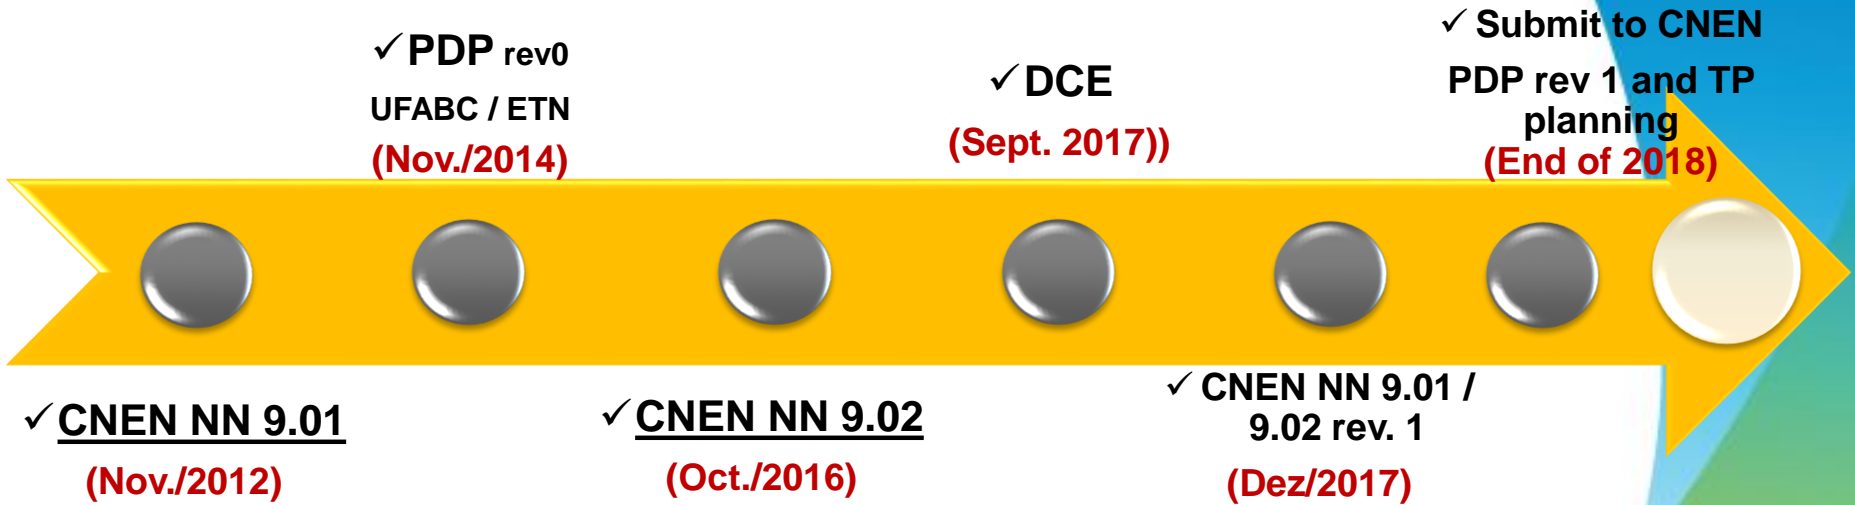 ✓ PDP rev0
UFABC / ETN
(Nov./2014)
✓ DCE
(Sept. 2017))
✓ Submit to CNEN
PDP rev 1 and TP
planning
(End of 2018)
✓ CNEN NN 9.01
(Nov./2012)
✓ CNEN NN 9.02
(Oct./2016)
✓ CNEN NN 9.01 /
9.02 rev. 1
(Dez/2017)